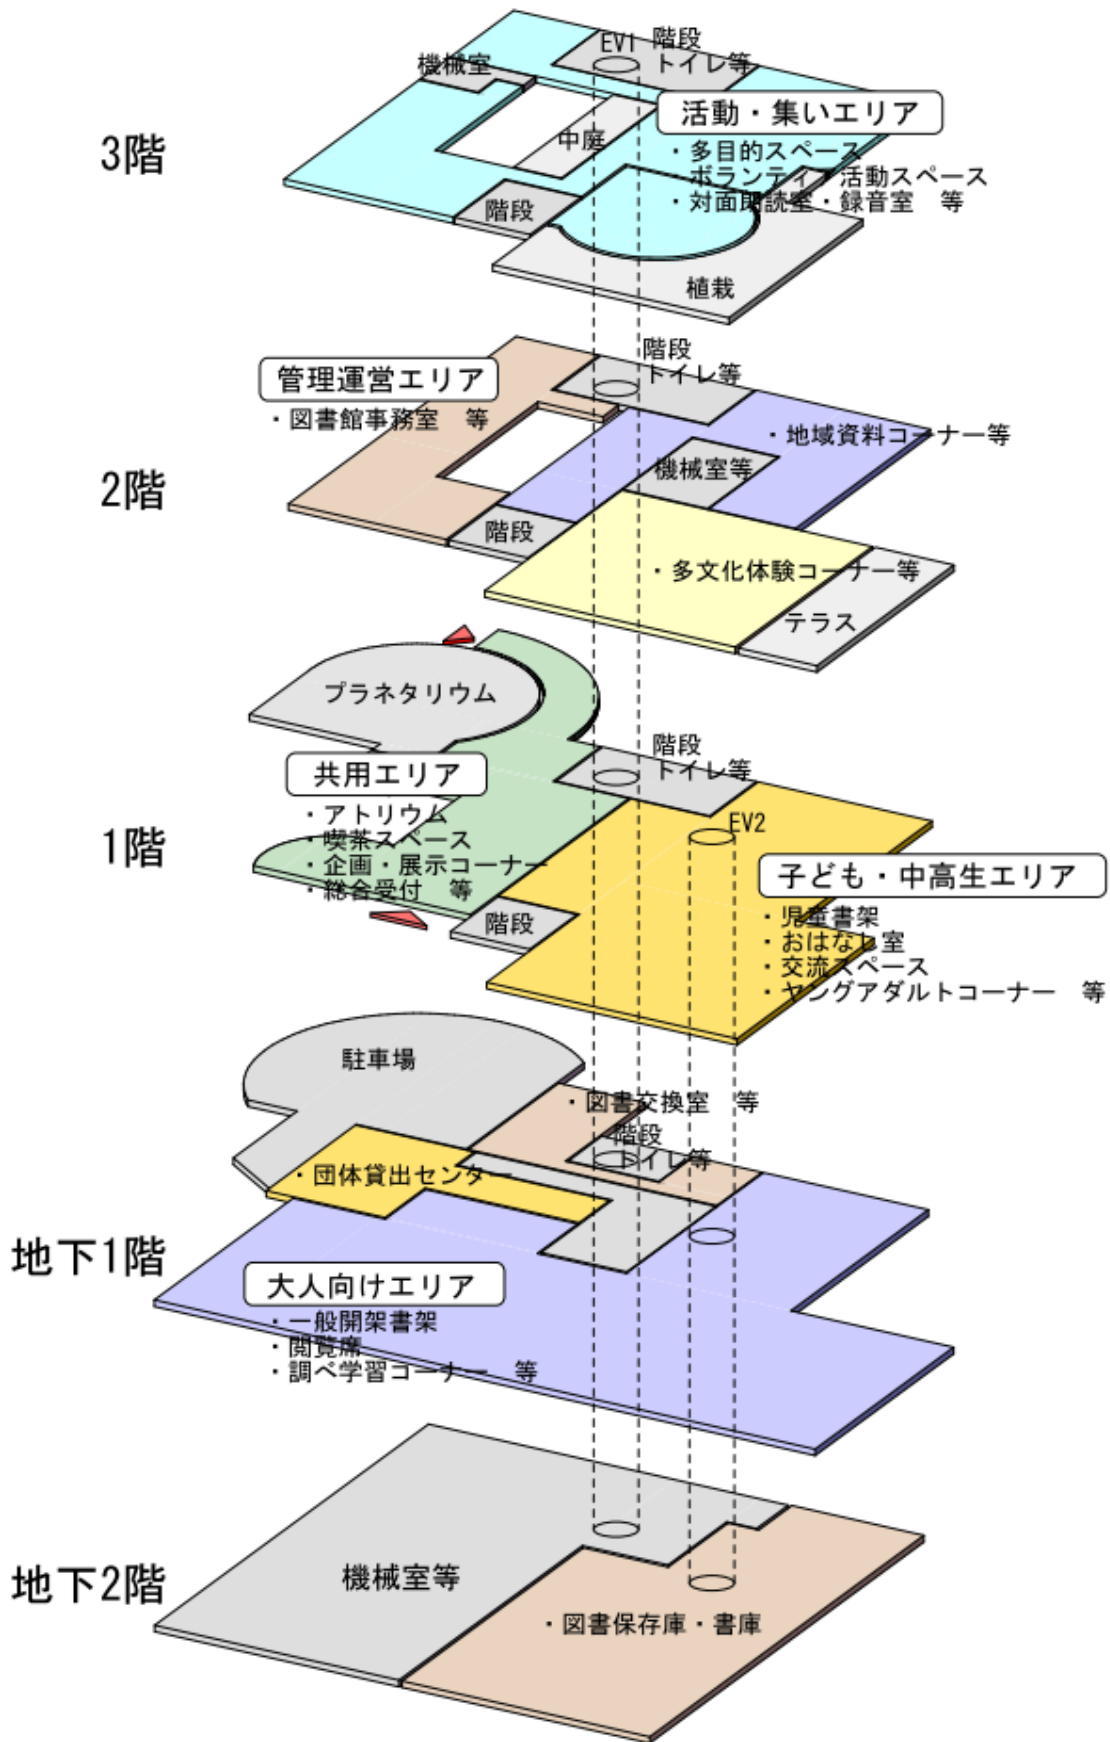 EV1
階段
トイレ等
機械室
3階
中庭
活動・集いエリア
・多目的スペース
・ボランティア活動スペース
・対面朗読室・録音室　等
階段
植栽
階段
トイレ等
管理運営エリア
・図書館事務室　等
・地域資料コーナー等
2階
機械室等
階段
・多文化体験コーナー等
テラス
プラネタリウム
階段
トイレ等
共用エリア
・アトリウム
・喫茶スペース
・企画・展示コーナー
・総合受付　等
1階
EV2
子ども・中高生エリア
・児童書架
・おはなし室
・交流スペース
・ヤングアダルトコーナー　等
階段
駐車場
・図書交換室　等
階段
トイレ等
・団体貸出センター
地下1階
大人向けエリア
・一般開架書架
・閲覧席
・調べ学習コーナー　等
地下2階
機械室等
・図書保存庫・書庫